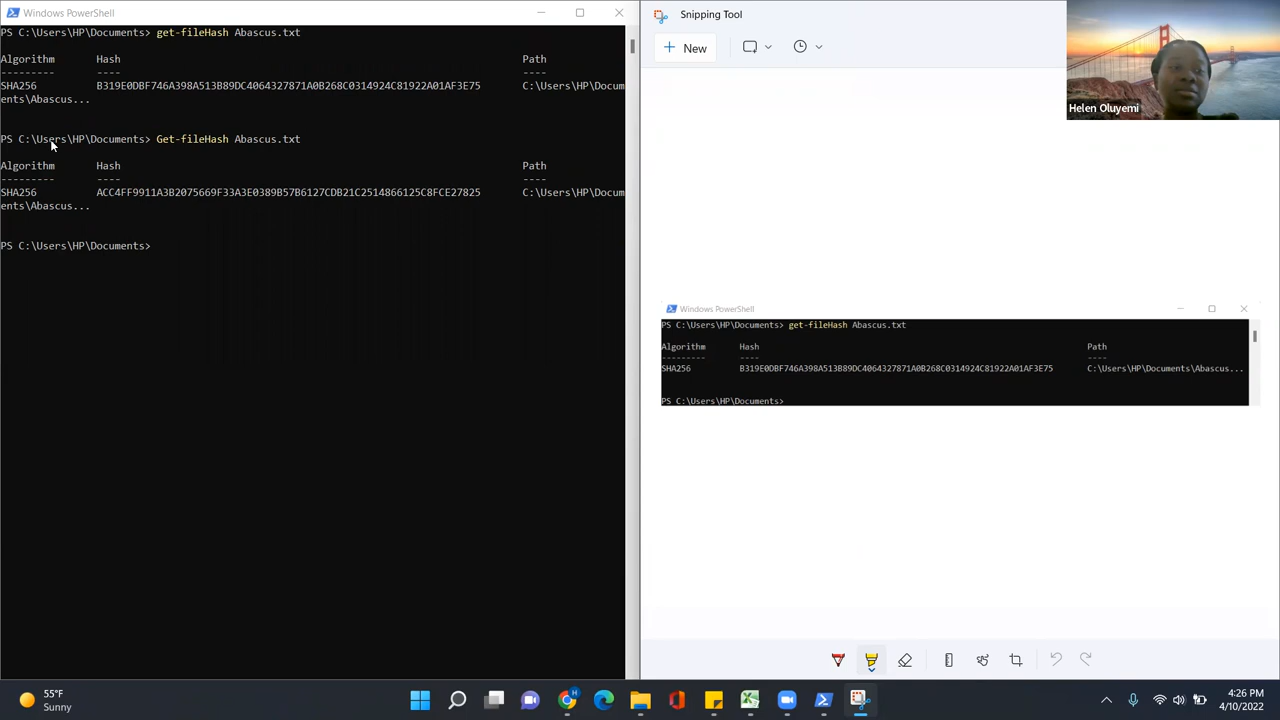 Windows PowerShell
PS C:\Users\HP\Documents> get-fileHash Abascus.txt
Algorithm Hash Path
--------- ---- ----
SHA256 B319E0DBF746A398A513B89DC4064327871A0B268C0314924C81922A01AF3E75 C:\Users\HP\Docum
ents\Abascus...
PS C:\Users\HP\Documents> Get-fileHash Abascus.txt
Algorithm Hash Path
--------- ---- ----
SHA256 ACC4FF9911A3B2075669F33A3E0389B57B6127CDB21C2514866125C8FCE27825 C:\Users\HP\Docum
ents\Abascus...
PS C:\Users\HP\Documents>
Snipping Tool
New
Helen Oluyemi
Windows PowerShell
PS C:\Users\HP\Documents> get-fileHash Abascus.txt
Algorithm Hash Path
--------- ---- ----
SHA256 B319E0DBF746A398A513B89DC4064327871A0B268C0314924C81922A01AF3E75 C:\Users\HP\Documents\Abascus...
PS C:\Users\HP\Documents>
55°F
Sunny
4:26 PM
4/10/2022